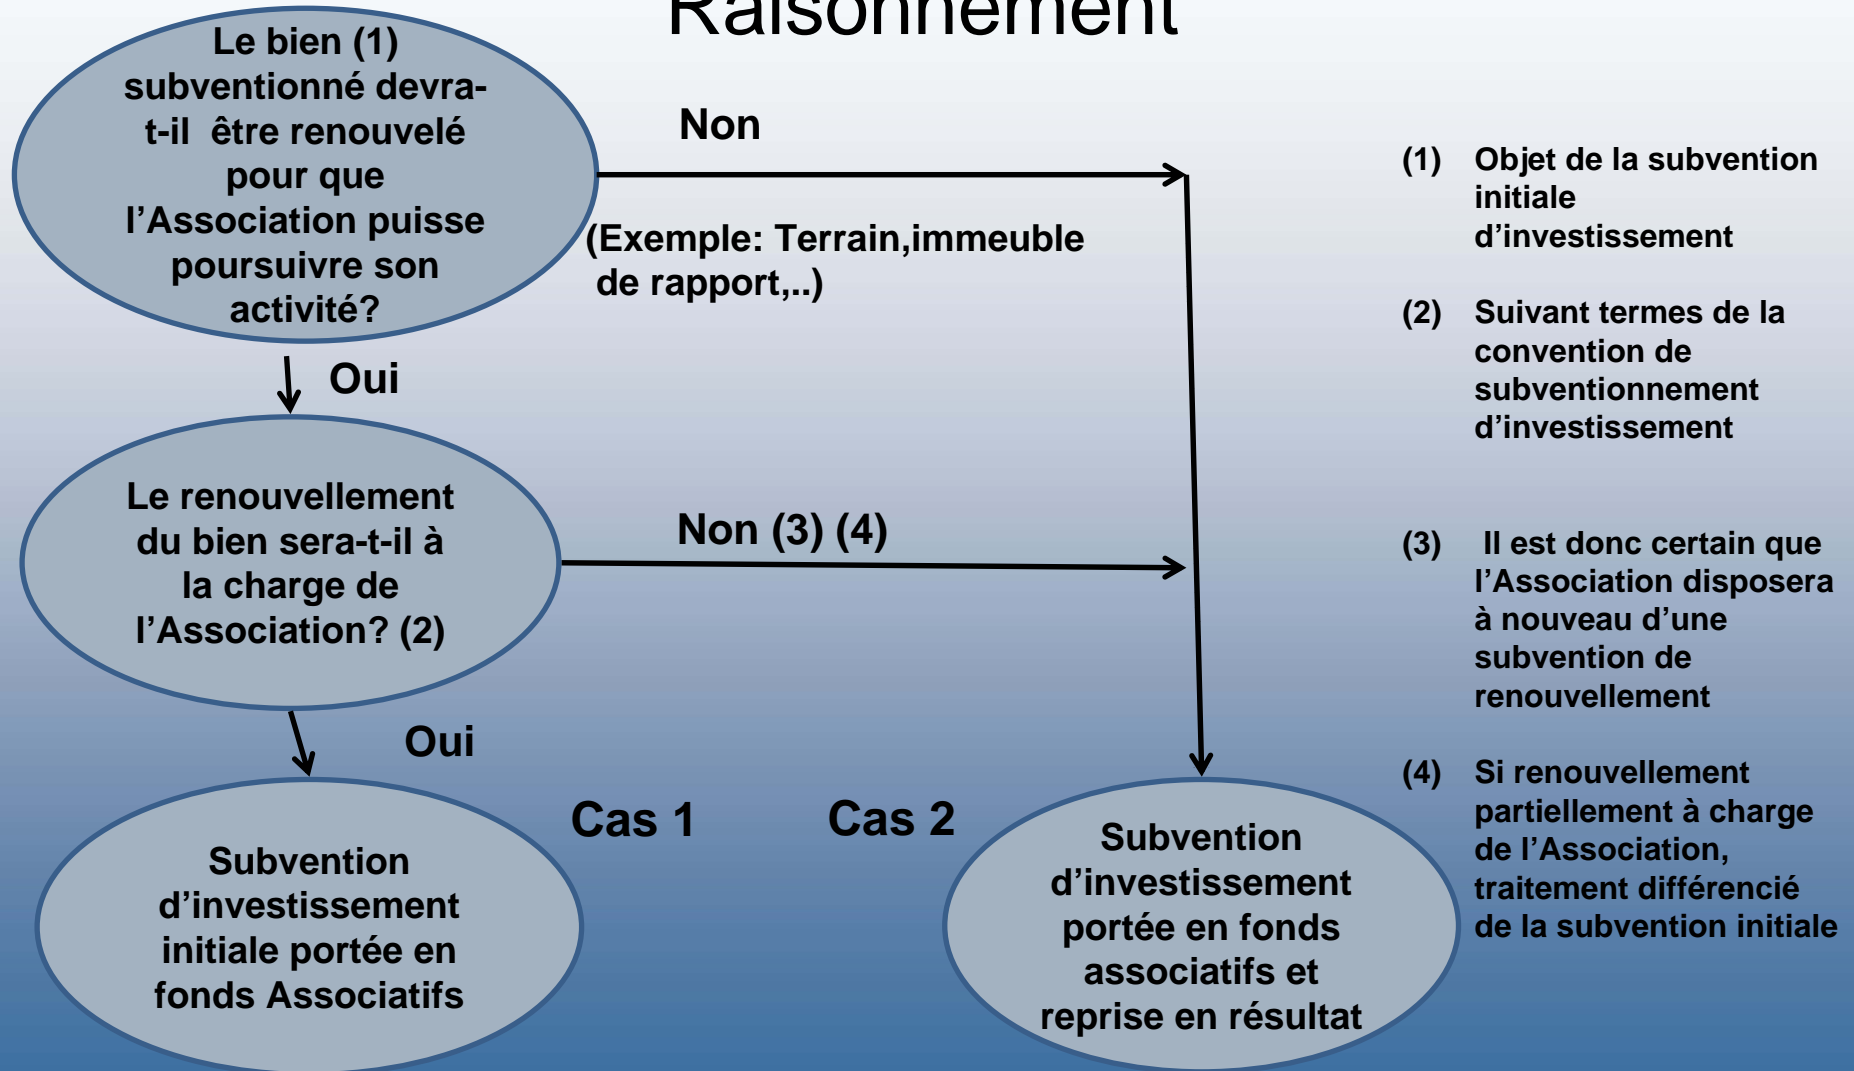 Raisonnement
Le bien (1)
subventionné devra-
t-il être renouvelé
pour que
l’Association puisse
poursuivre son
activité?
Non
(Exemple: Terrain,immeuble
de rapport,..)
Oui
Le renouvellement
du bien sera-t-il à
la charge de
l’Association? (2)
Non (3) (4)
Oui
Cas 1
Cas 2
Subvention
d’investissement
initiale portée en
fonds Associatifs
Subvention
d’investissement
portée en fonds
associatifs et
reprise en résultat
(1) Objet de la subvention
initiale
d’investissement
(2) Suivant termes de la
convention de
subventionnement
d’investissement
(3) Il est donc certain que
l’Association disposera
à nouveau d’une
subvention de
renouvellement
(4) Si renouvellement
partiellement à charge
de l’Association,
traitement différencié
de la subvention initiale